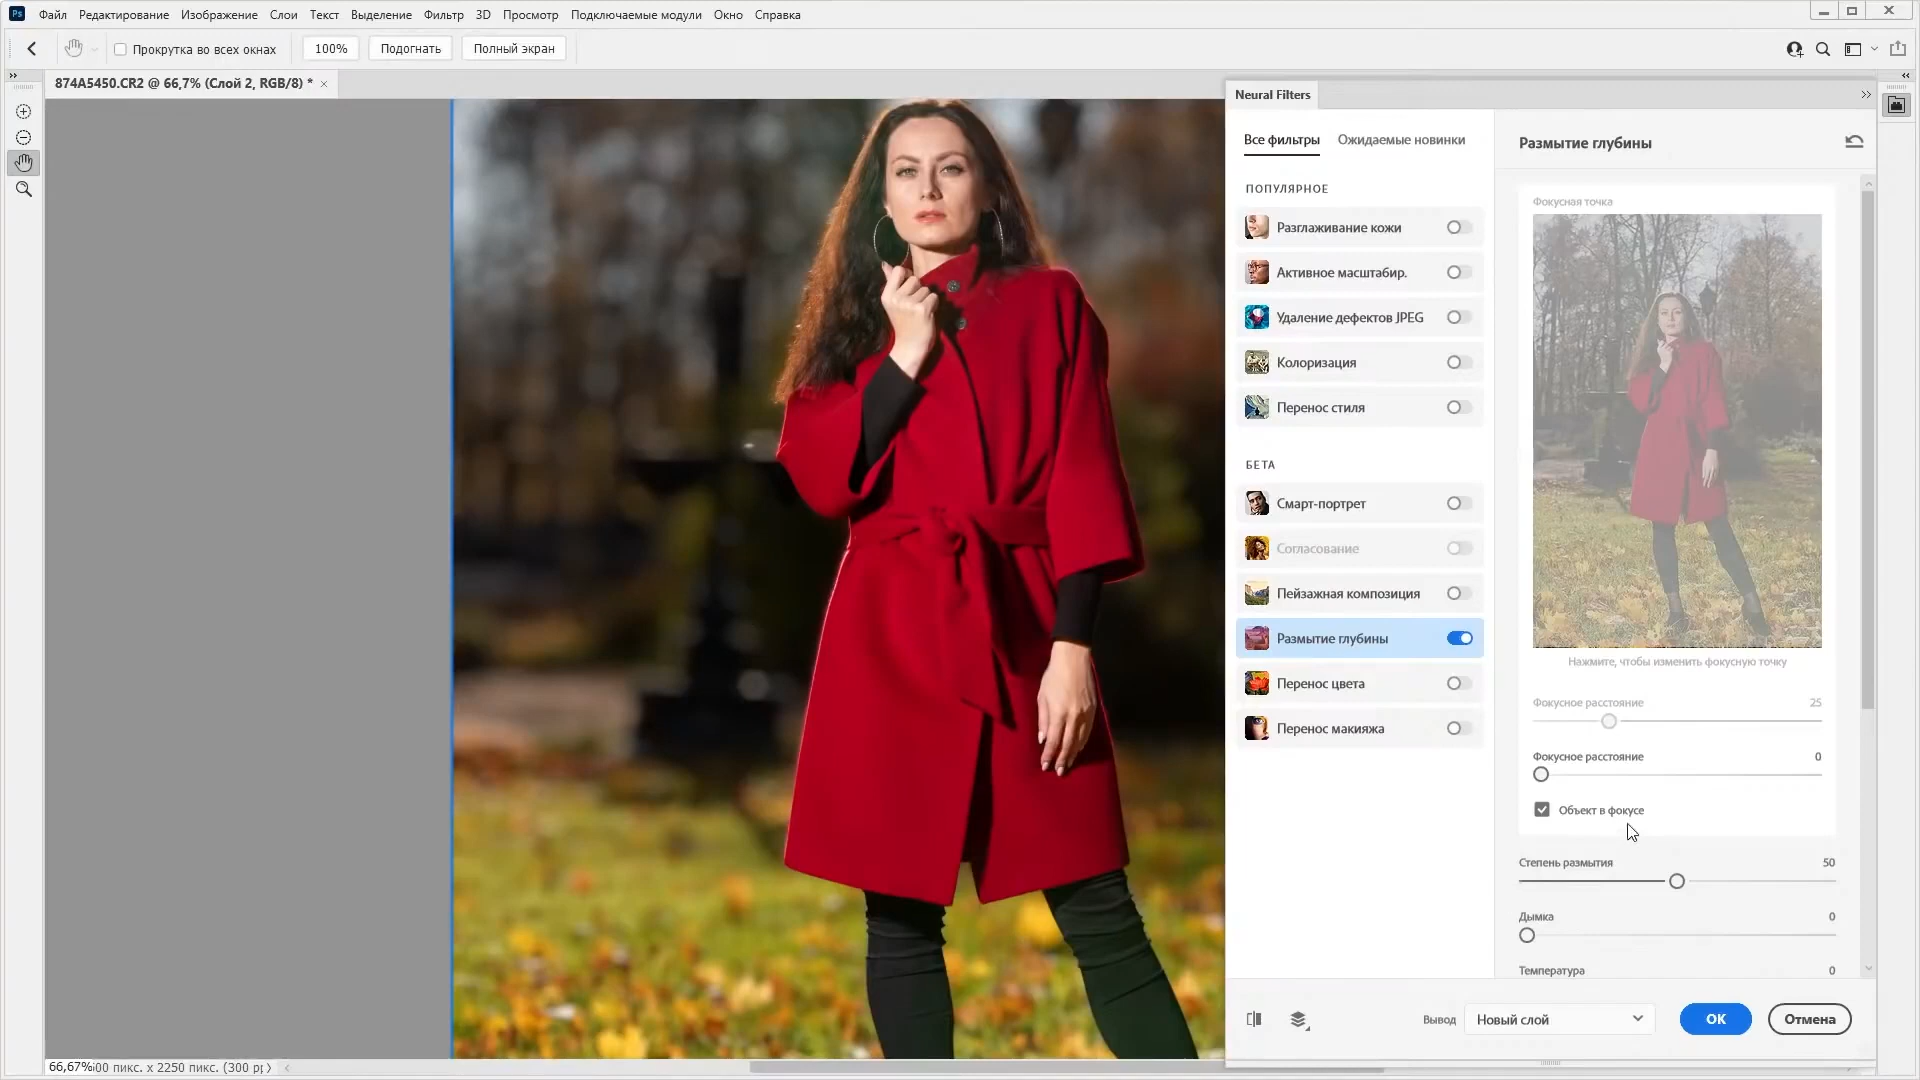 Ps Файл Редактирование Изображение Слои Текст Выделение Фильтр 3D Просмотр Подключаемые модули Окно Справка
Прокрутка во всех окнах 100% Подогнать Полный экран
874A5450.CR2 @ 66,7% (Слой 2, RGB/8) *
Neural Filters
Все фильтры Ожидаемые новинки
ПОПУЛЯРНОЕ
Разглаживание кожи
Активное масштабир.
Удаление дефектов JPEG
Колоризация
Перенос стиля
БЕТА
Смарт-портрет
Согласование
Пейзажная композиция
Размытие глубины
Перенос цвета
Перенос макияжа
Размытие глубины
Фокусная точка
Нажмите, чтобы изменить фокусную точку
Фокусное расстояние 25
Фокусное расстояние 0
Объект в фокусе
Степень размытия 50
Дымка 0
Температура 0
Вывод Новый слой OK Отмена
66,67% 00 пикс. x 2250 пикс. (300 pp